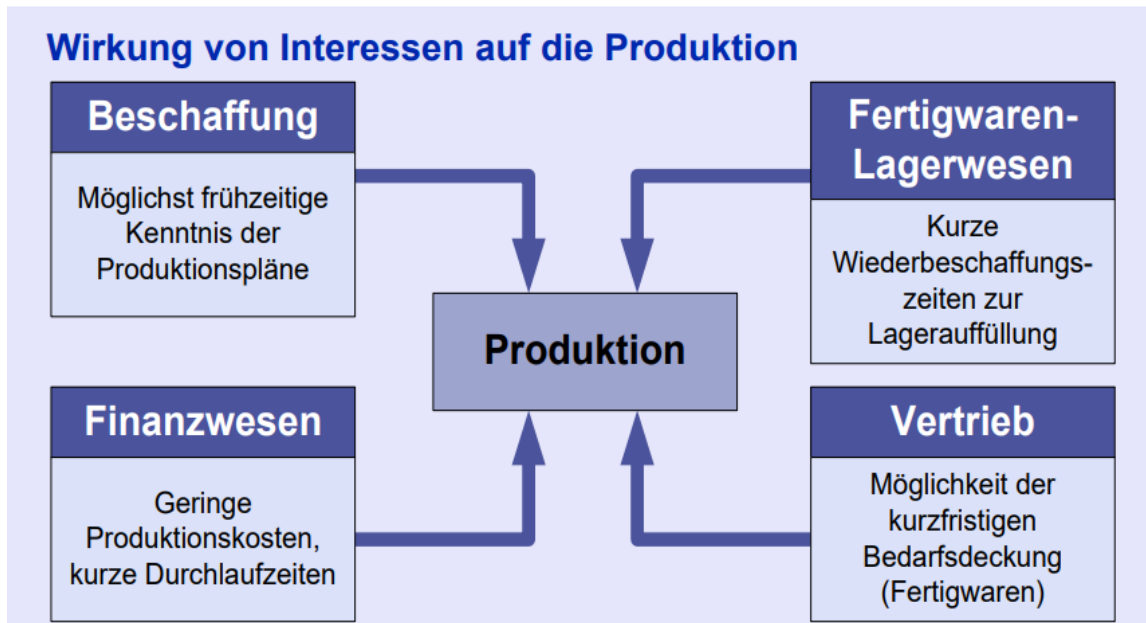 Wirkung von Interessen auf die Produktion
Beschaffung
Möglichst frühzeitige
Kenntnis der
Produktionspläne
Fertigwaren-
Lagerwesen
Kurze
Wiederbeschaffungs-
zeiten zur
Lagerauffüllung
Produktion
Finanzwesen
Geringe
Produktionskosten,
kurze Durchlaufzeiten
Vertrieb
Möglichkeit der
kurzfristigen
Bedarfsdeckung
(Fertigwaren)